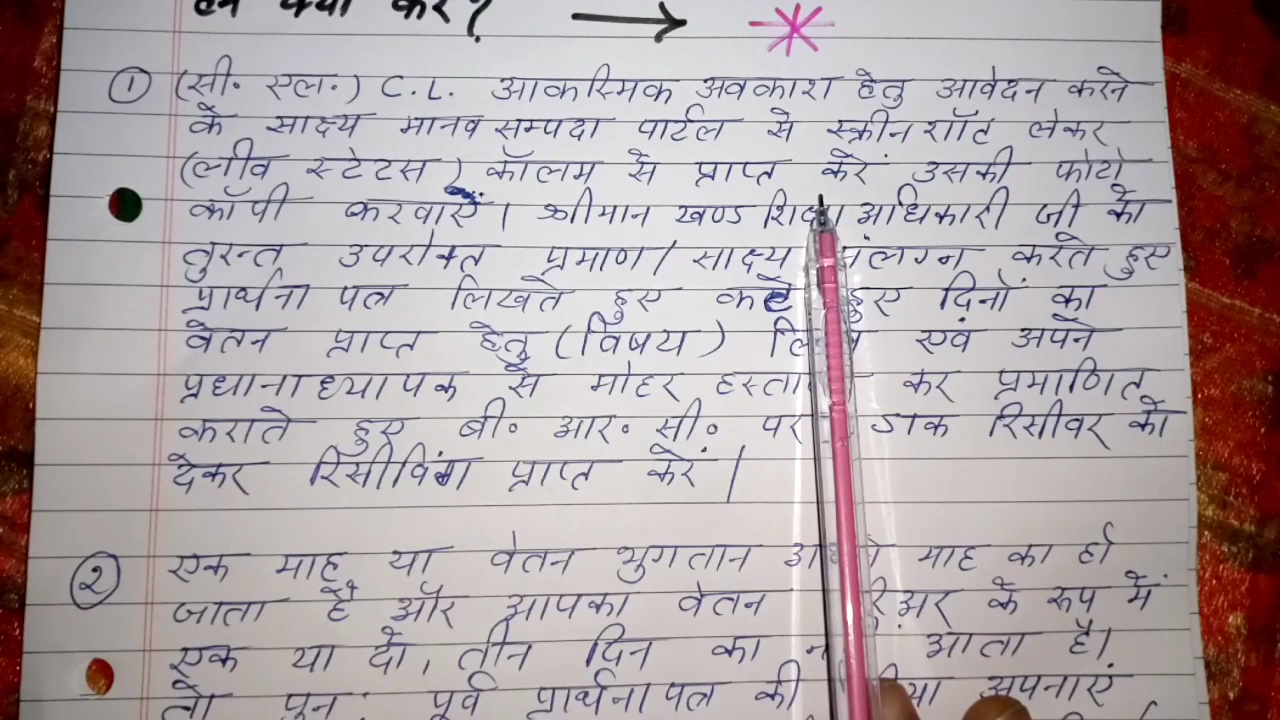 क्या करें?
① (सी. एल.) C.L. आकस्मिक अवकाश हेतु आवेदन करने
के साक्ष्य मानव सम्पदा पार्टल से स्क्रीनशॉट लेकर
(लीव स्टेटस) कॉलम से प्राप्त करें उसकी फोटो
कॉपी करवाएं। श्रीमान खण्ड शिक्षा अधिकारी जी को
तुरन्त उपरोक्त प्रमाण/साक्ष्य संलग्न करते हुए
प्रार्थना पत्र लिखते हुए कटे हुए दिनों का
वेतन प्राप्त हेतु (विषय) एवं अपने
प्रधानाध्यापक से मोहर कर प्रमाणित
कराते हुए बी. आर. सी. पर डाक रिसीवर को
देकर रिसीविंग प्राप्त करें।
② एक माह या वेतन भुगतान माह का हो
जाता है और आपका वेतन के रूप में
एक या दो, तीन दिन का आता है।
तो पुन: पूर्व प्रार्थना पत्र की अपनाएं